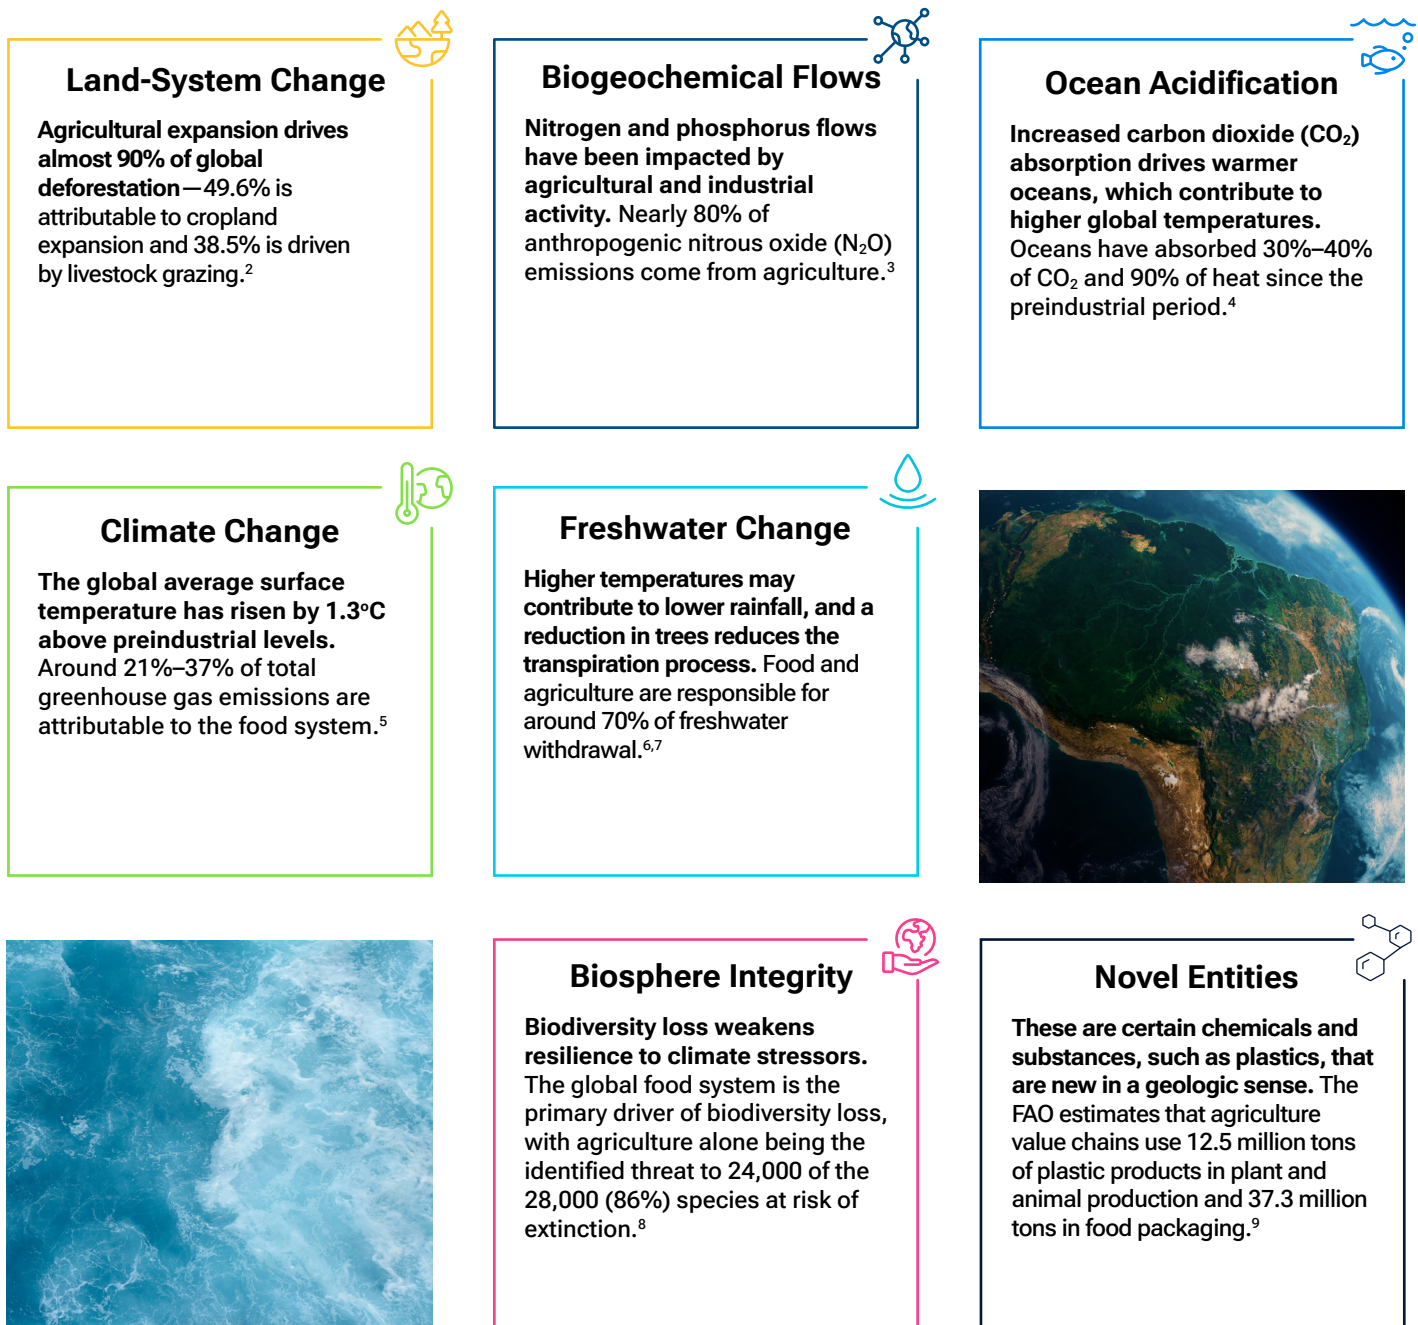 Land-System Change
Agricultural expansion drives
almost 90% of global
deforestation—49.6% is
attributable to cropland
expansion and 38.5% is driven
by livestock grazing.²
Biogeochemical Flows
Nitrogen and phosphorus flows
have been impacted by
agricultural and industrial
activity. Nearly 80% of
anthropogenic nitrous oxide (N₂O)
emissions come from agriculture.³
Ocean Acidification
Increased carbon dioxide (CO₂)
absorption drives warmer
oceans, which contribute to
higher global temperatures.
Oceans have absorbed 30%–40%
of CO₂ and 90% of heat since the
preindustrial period.⁴
Climate Change
The global average surface
temperature has risen by 1.3ºC
above preindustrial levels.
Around 21%–37% of total
greenhouse gas emissions are
attributable to the food system.⁵
Freshwater Change
Higher temperatures may
contribute to lower rainfall, and a
reduction in trees reduces the
transpiration process. Food and
agriculture are responsible for
around 70% of freshwater
withdrawal.⁶,⁷
Biosphere Integrity
Biodiversity loss weakens
resilience to climate stressors.
The global food system is the
primary driver of biodiversity loss,
with agriculture alone being the
identified threat to 24,000 of the
28,000 (86%) species at risk of
extinction.⁸
Novel Entities
These are certain chemicals and
substances, such as plastics, that
are new in a geologic sense. The
FAO estimates that agriculture
value chains use 12.5 million tons
of plastic products in plant and
animal production and 37.3 million
tons in food packaging.⁹